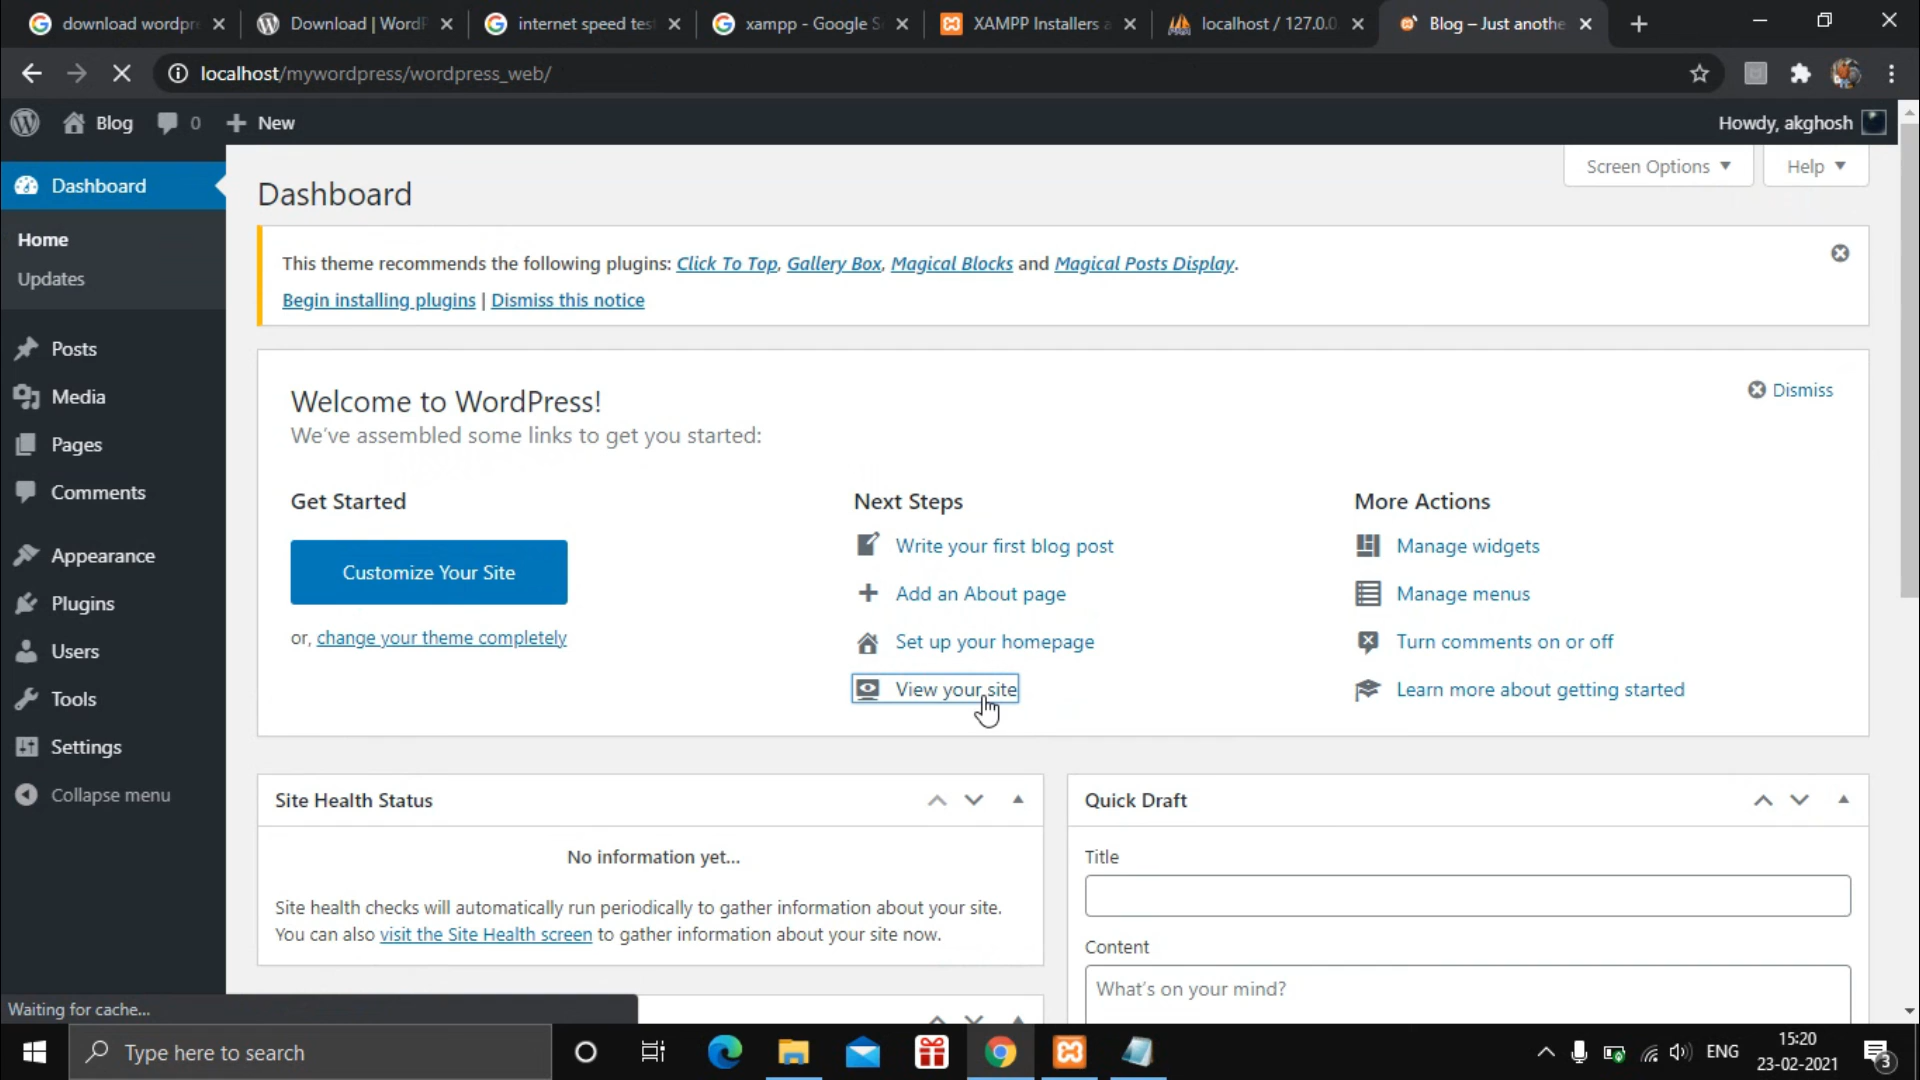 download wordpr
Download | WordP
internet speed tes
xampp - Google S
XAMPP Installers a
localhost / 127.0.0.
Blog – Just anothe
localhost/mywordpress/wordpress_web/
Blog
0
New
Howdy, akghosh
Dashboard
Home
Updates
Posts
Media
Pages
Comments
Appearance
Plugins
Users
Tools
Settings
Collapse menu
Screen Options
Help
Dashboard
This theme recommends the following plugins: Click To Top, Gallery Box, Magical Blocks and Magical Posts Display.
Begin installing plugins | Dismiss this notice
Welcome to WordPress!
We've assembled some links to get you started:
Dismiss
Get Started
Customize Your Site
or, change your theme completely
Next Steps
Write your first blog post
Add an About page
Set up your homepage
View your site
More Actions
Manage widgets
Manage menus
Turn comments on or off
Learn more about getting started
Site Health Status
No information yet...
Site health checks will automatically run periodically to gather information about your site.
You can also visit the Site Health screen to gather information about your site now.
Quick Draft
Title
Content
What's on your mind?
Waiting for cache...
Type here to search
ENG
15:20
23-02-2021
3